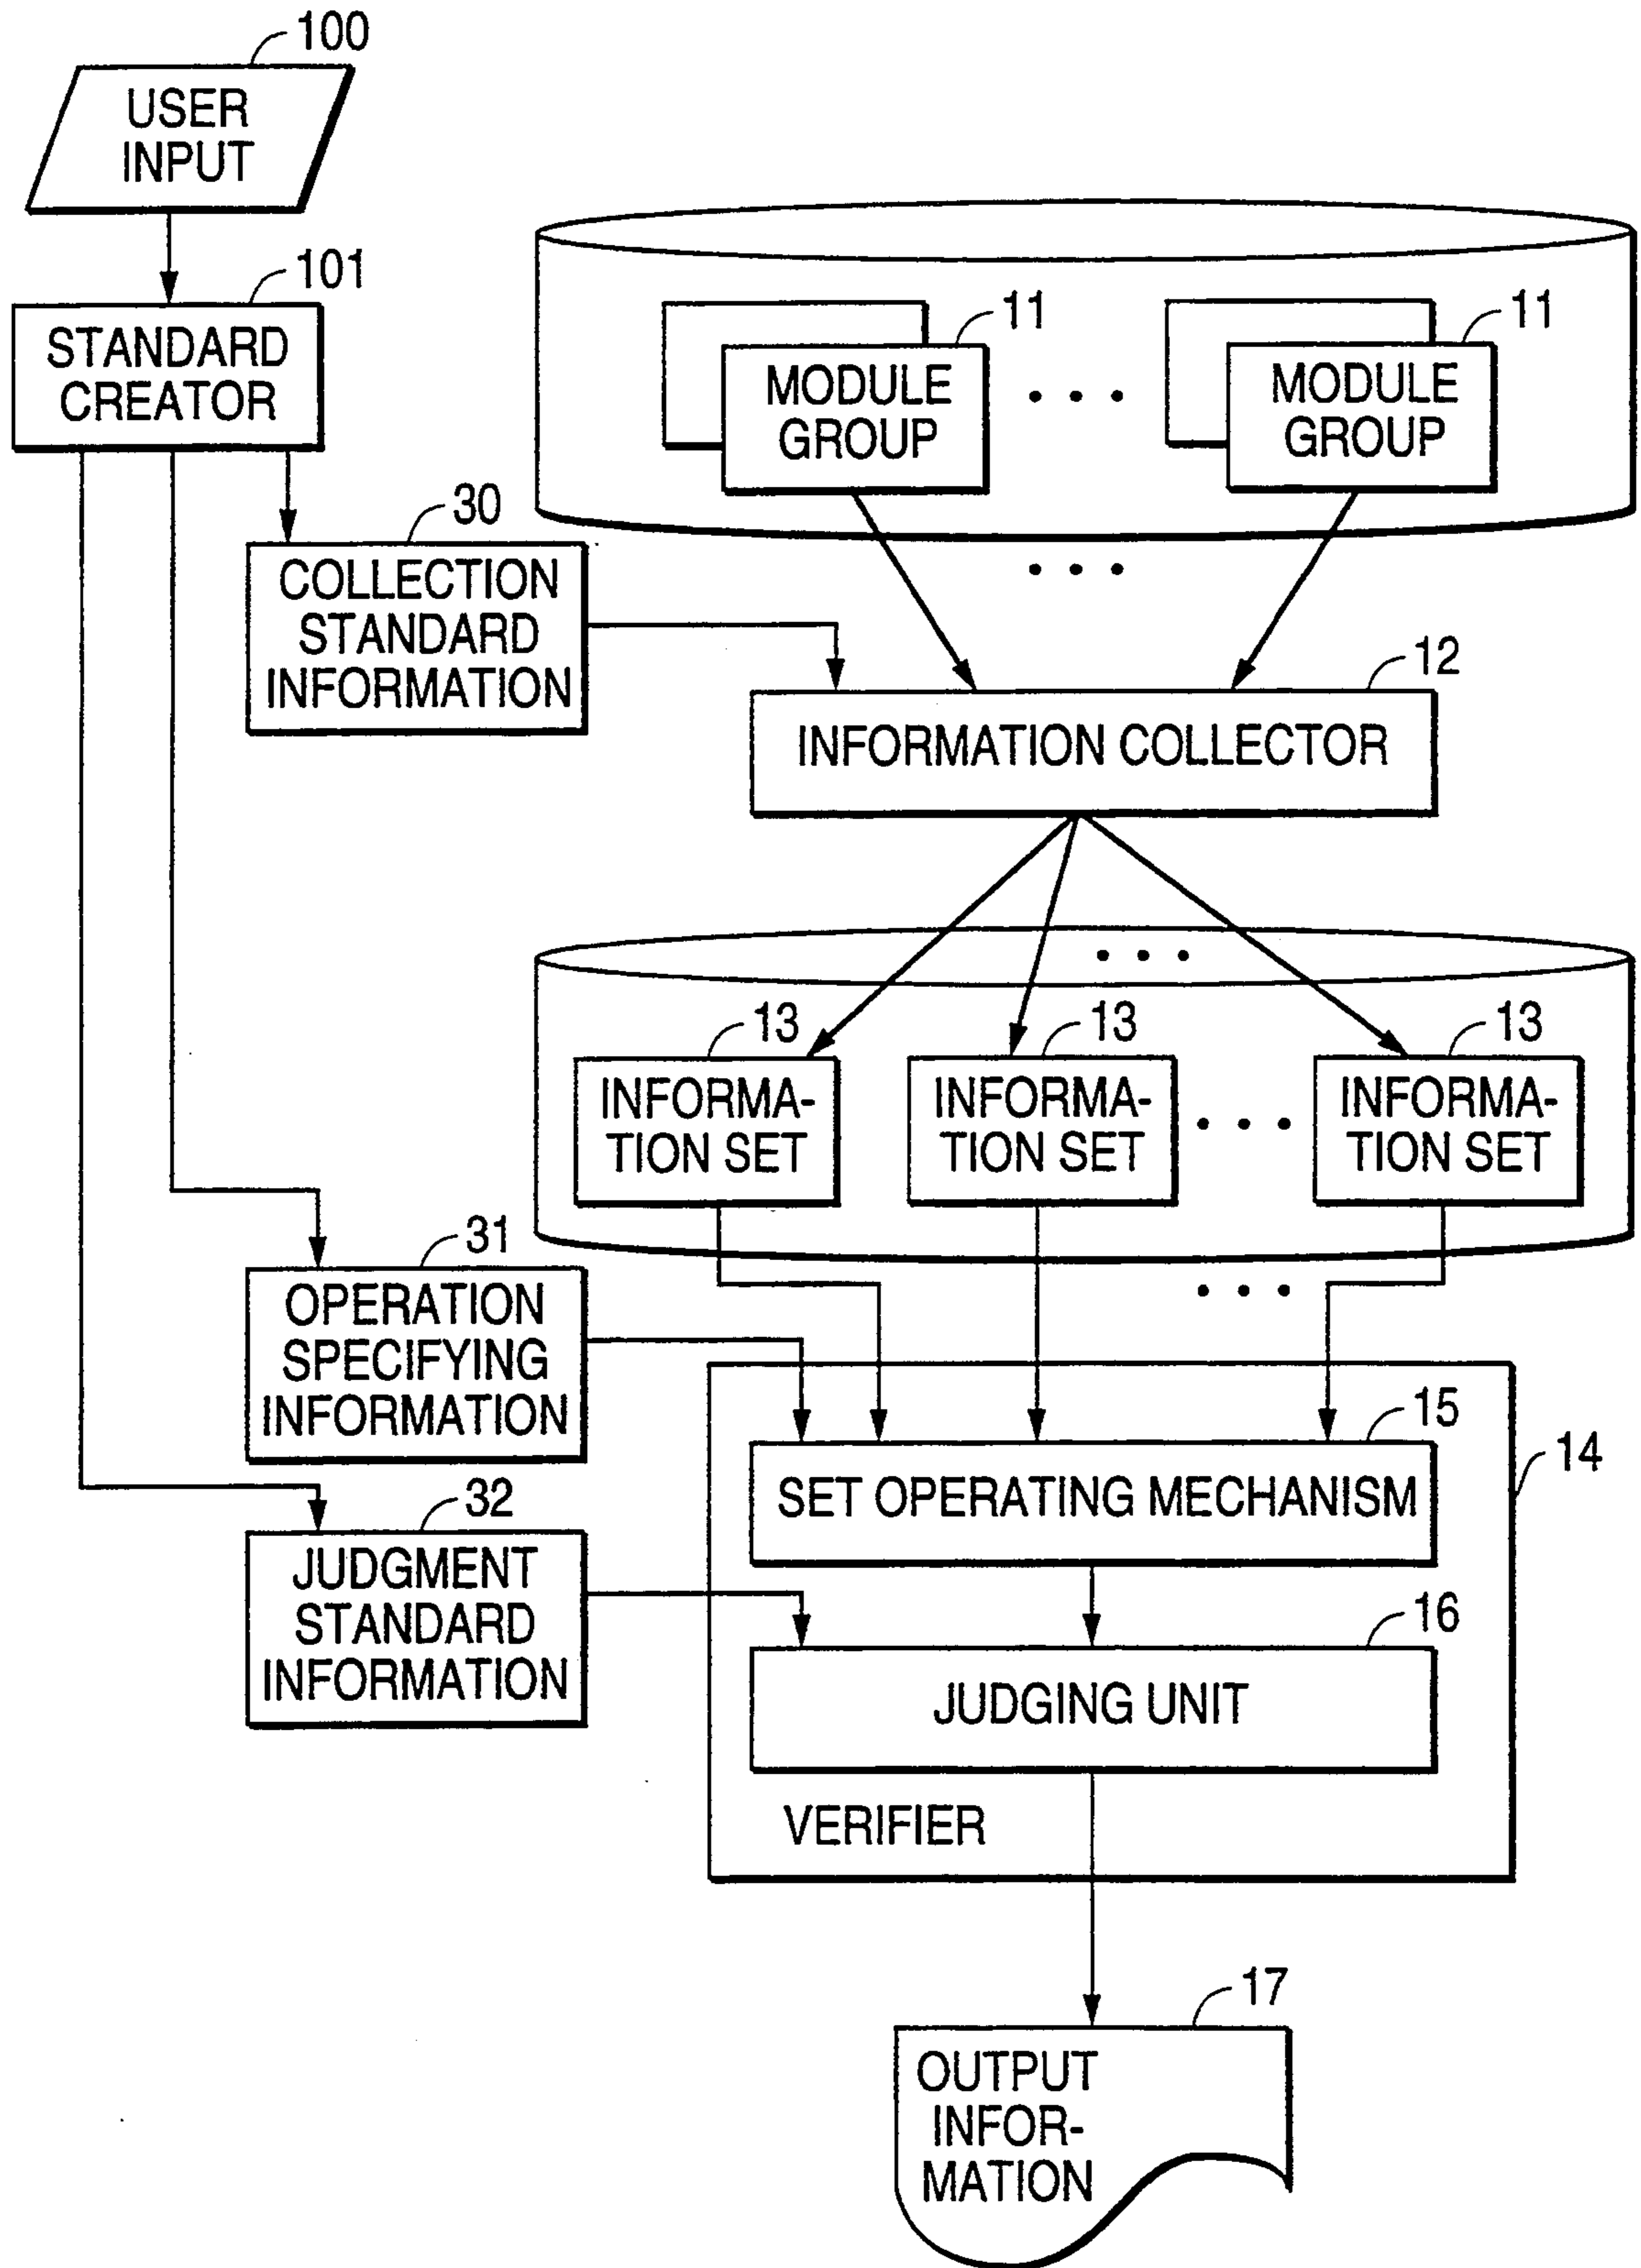 100
USER
INPUT
101
STANDARD
CREATOR
11
MODULE
GROUP
• • •
11
MODULE
GROUP
30
COLLECTION
STANDARD
INFORMATION
• • •
12
INFORMATION COLLECTOR
• • •
13
INFORMA-
TION SET
13
INFORMA-
TION SET
• • •
13
INFORMA-
TION SET
31
OPERATION
SPECIFYING
INFORMATION
• • •
15
SET OPERATING MECHANISM
14
32
JUDGMENT
STANDARD
INFORMATION
16
JUDGING UNIT
VERIFIER
17
OUTPUT
INFOR-
MATION